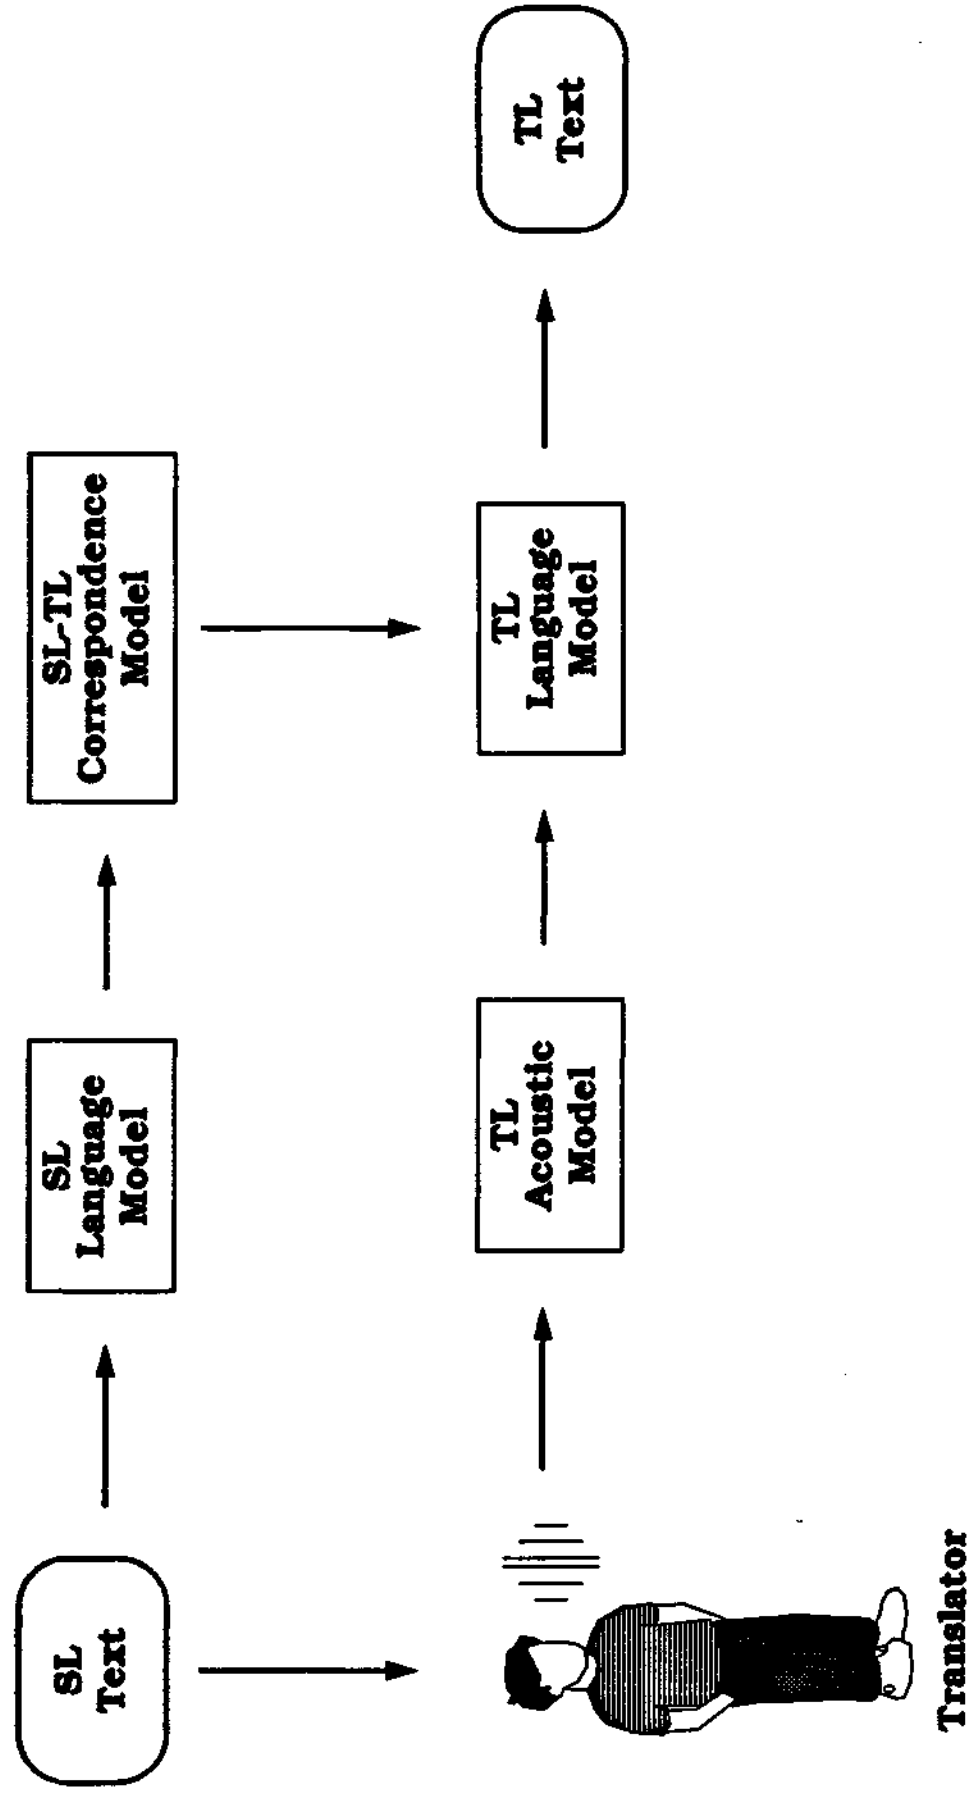 SL
Text
SL
Language
Model
SL-TL
Correspondence
Model
Translator
TL
Acoustic
Model
TL
Language
Model
TL
Text